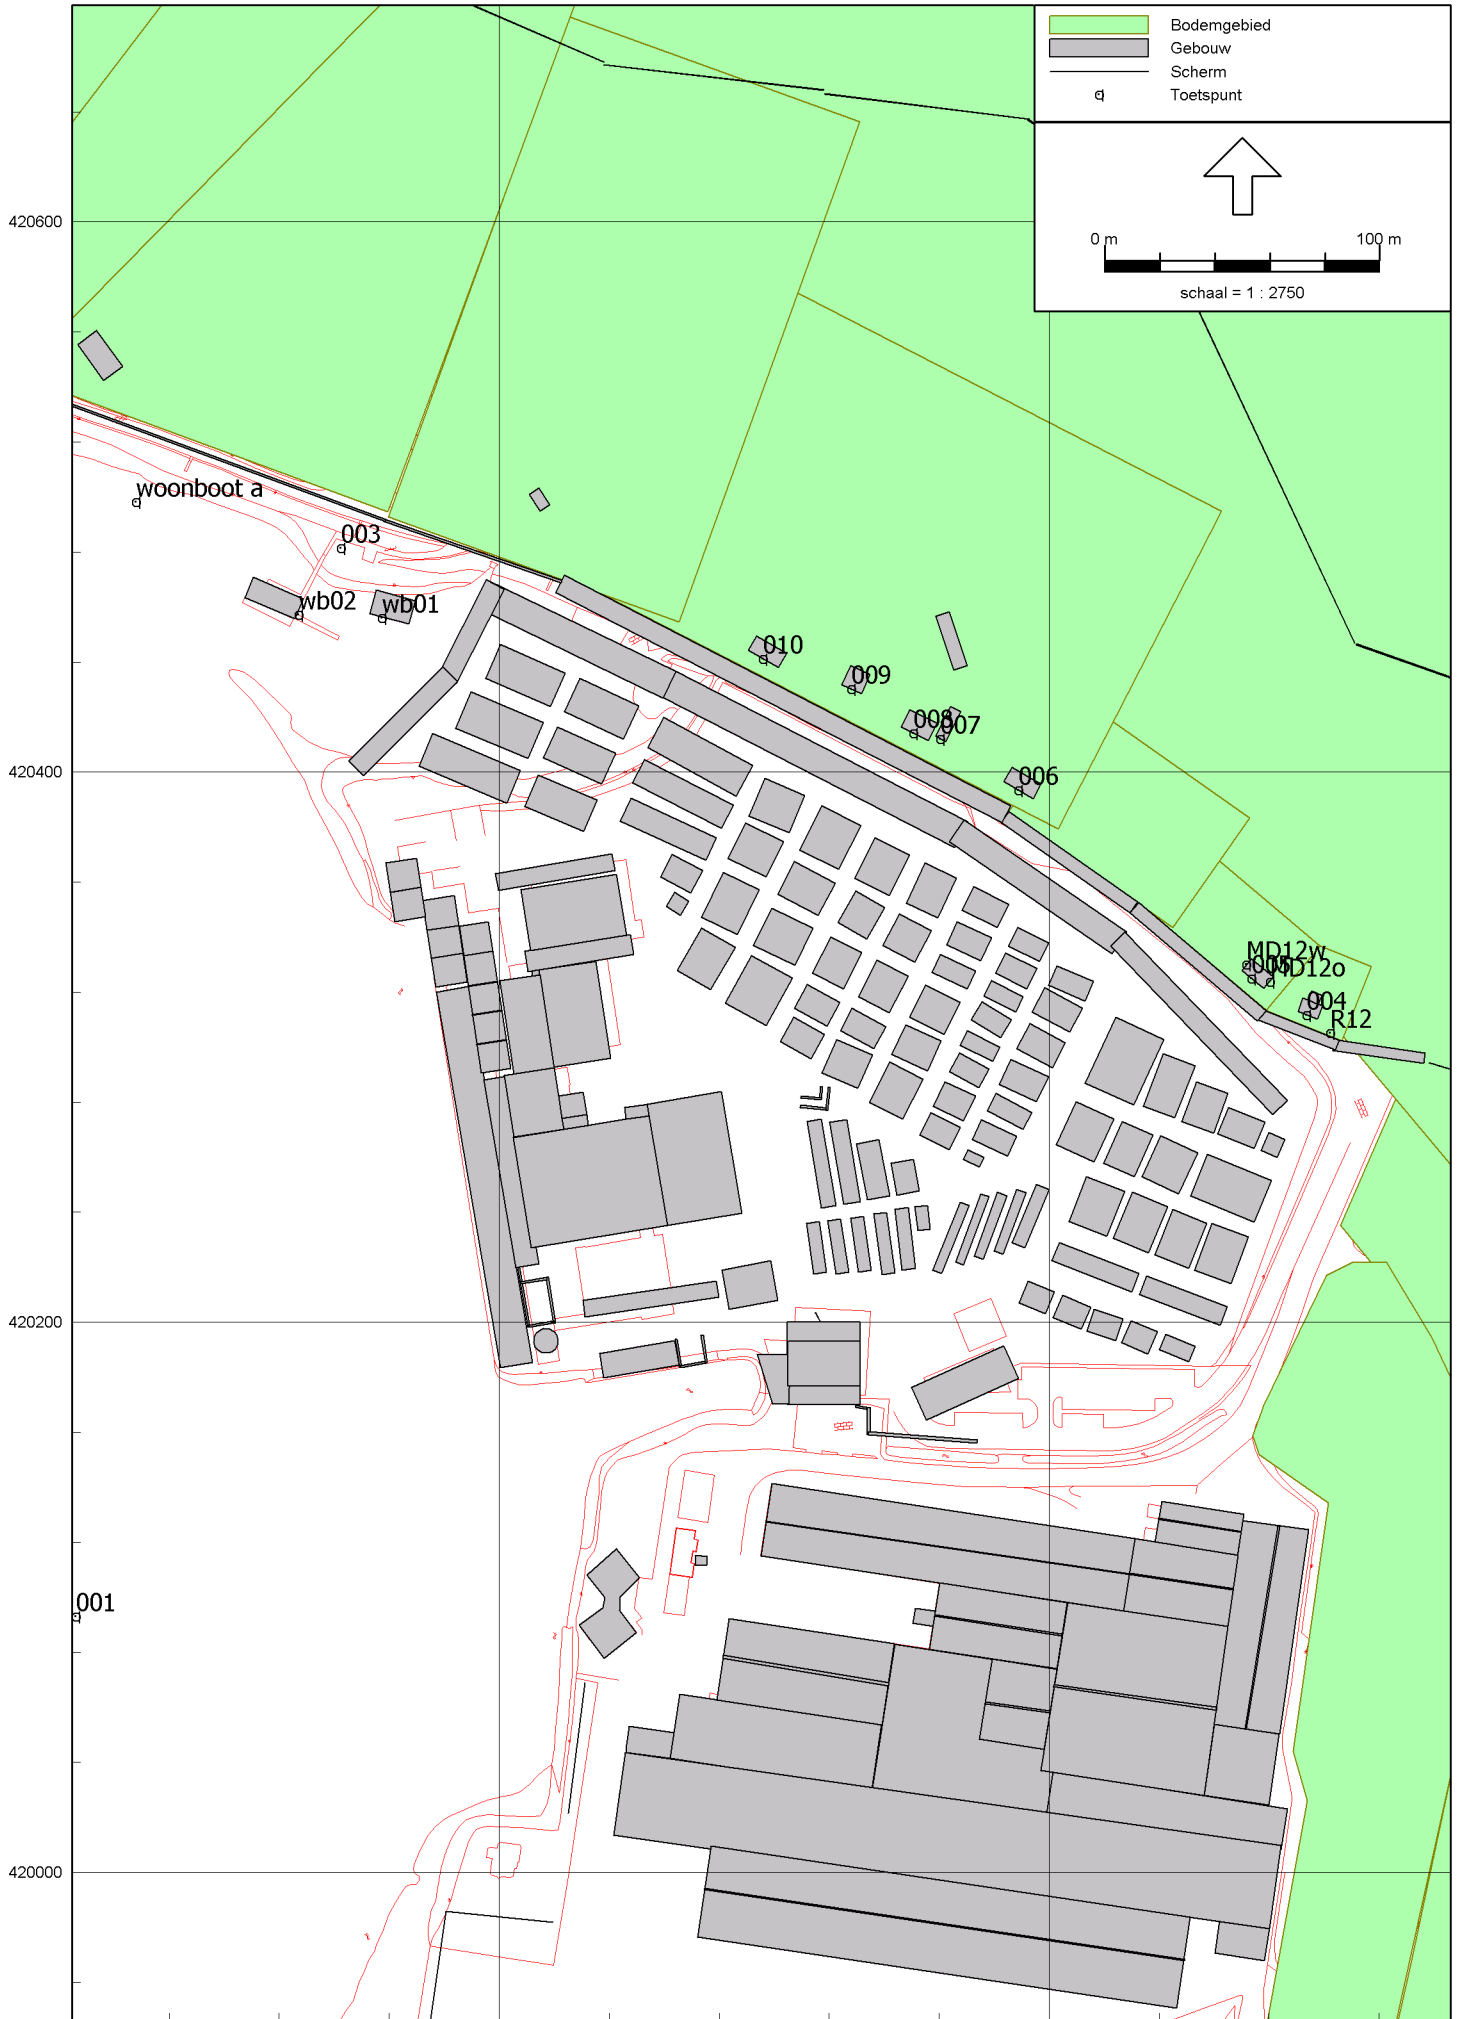 Bodemgebied
Gebouw
Scherm
Toetspunt
0 m 100 m
schaal = 1 : 2750
420600
woonboot a
003
wb02
wb01
010
009
008
007
006
420400
MD12w
005
MD12o
004
R12
420200
001
420000